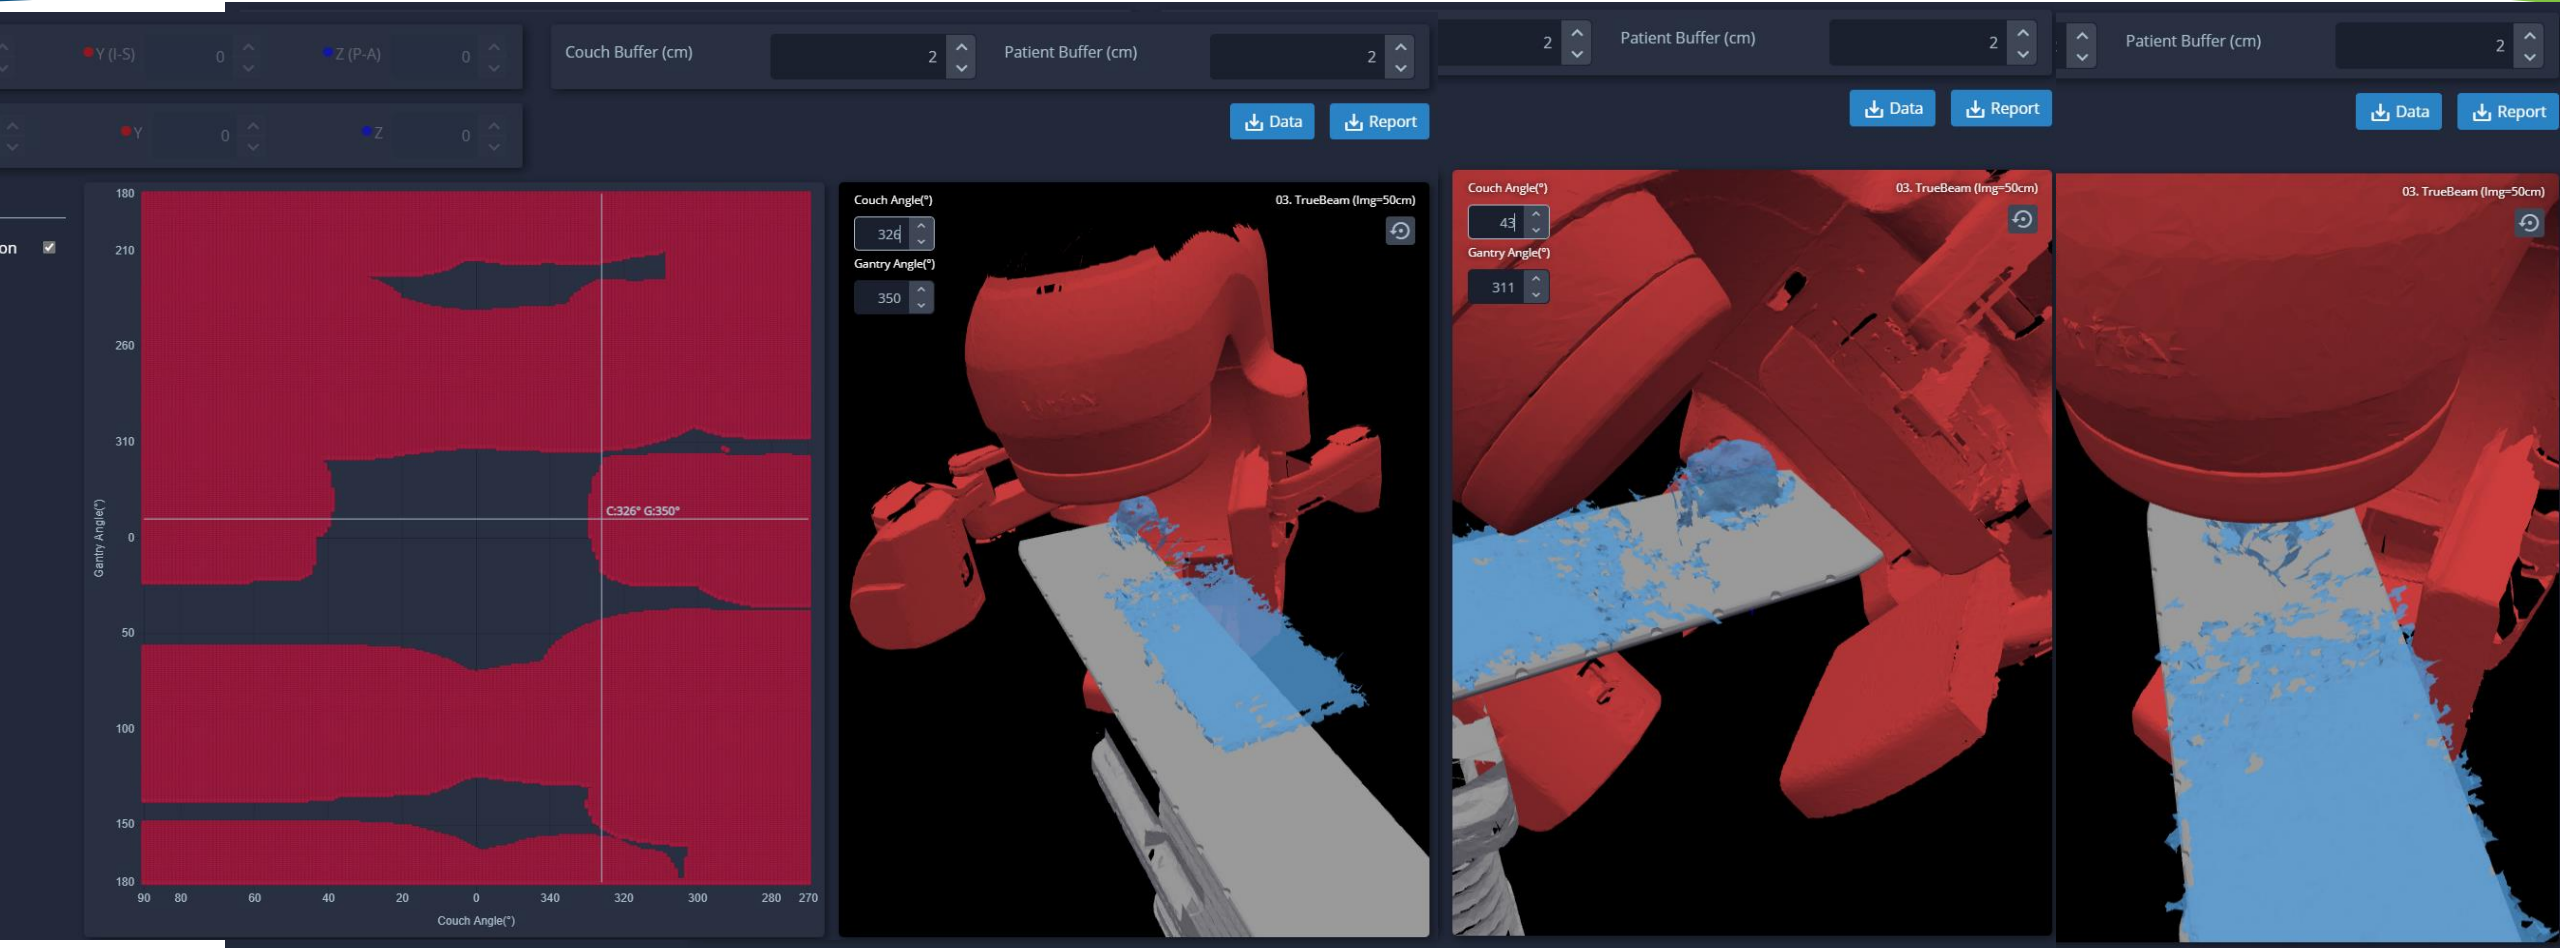 Y (I-S) 0 Z (P-A) 0
Couch Buffer (cm) 2 Patient Buffer (cm) 2
2 Patient Buffer (cm) 2
Patient Buffer (cm) 2
Y 0 Z 0
Data Report
Data Report
Data Report
on
180
210
260
310
0
50
100
150
180
Gantry Angle(°)
C:326° G:350°
90 80 60 40 20 0 340 320 300 280 270
Couch Angle(°)
Couch Angle(°) 03. TrueBeam (Img=50cm)
326
Gantry Angle(°)
350
Couch Angle(°) 03. TrueBeam (Img=50cm)
43
Gantry Angle(°)
311
03. TrueBeam (Img=50cm)